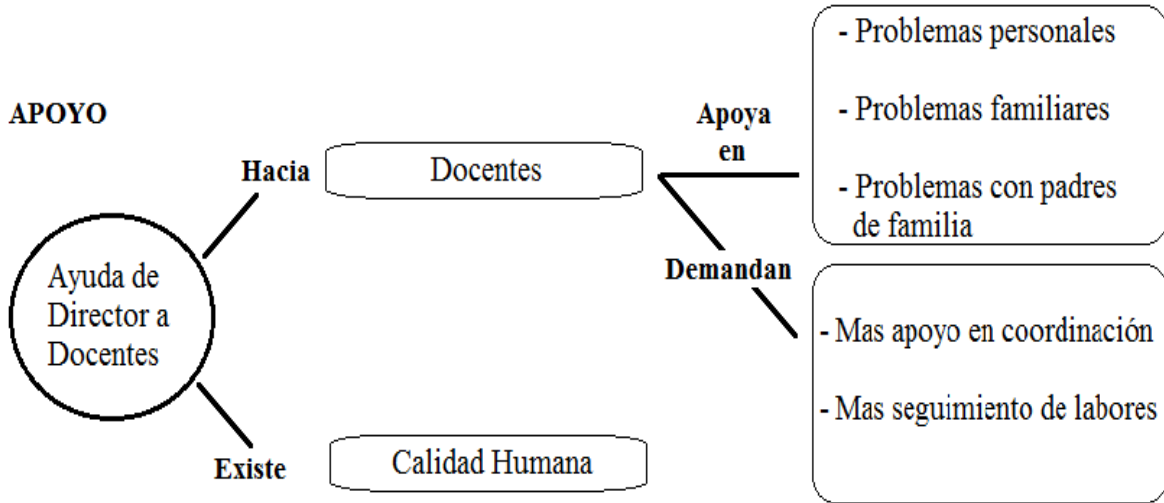 APOYO
Ayuda de
Director a
Docentes
Hacia
Docentes
Apoya
en
- Problemas personales
- Problemas familiares
- Problemas con padres
de familia
Demandan
- Mas apoyo en coordinación
- Mas seguimiento de labores
Existe
Calidad Humana